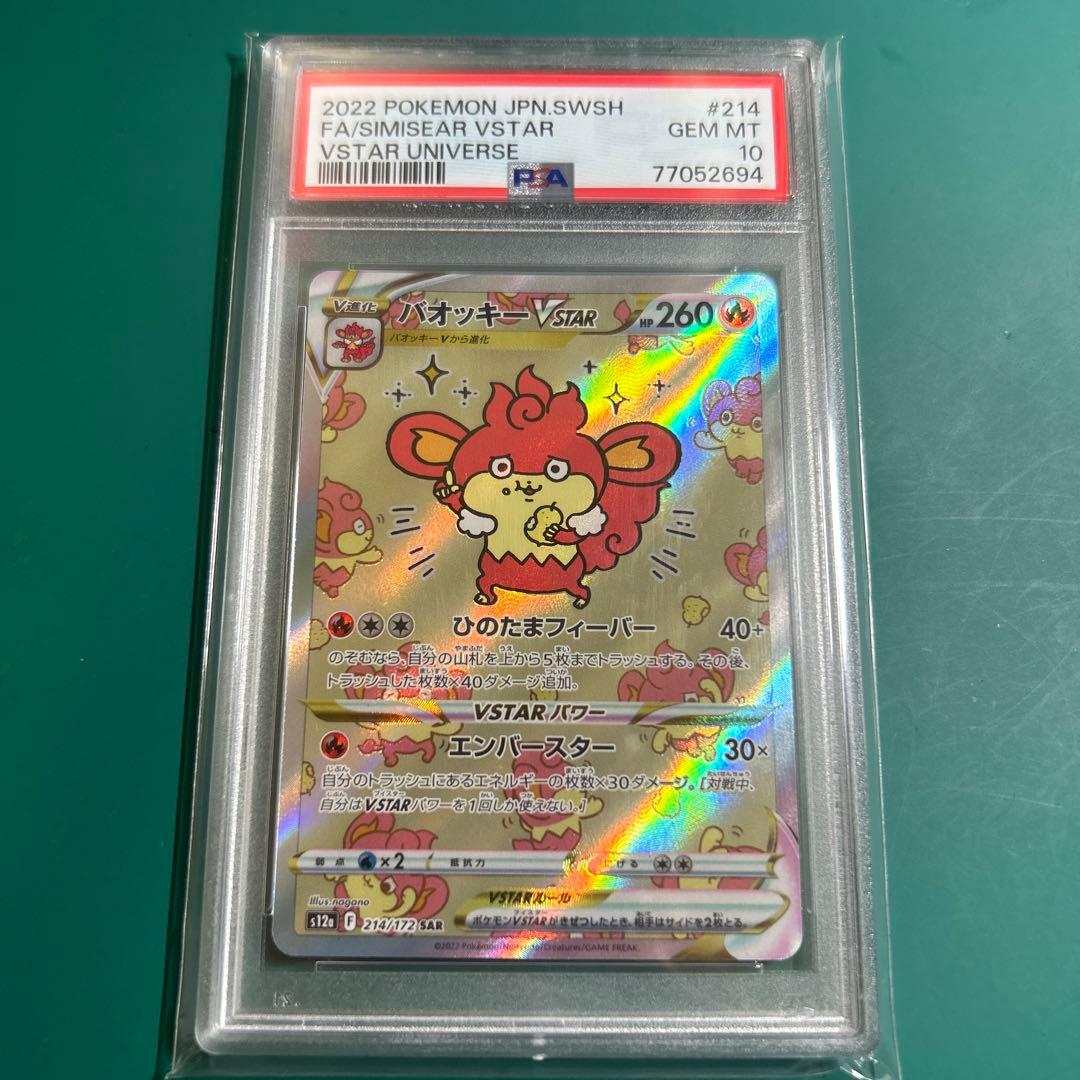 2022 POKEMON JPN.SWSH #214
FA/SIMISEAR VSTAR GEM MT
VSTAR UNIVERSE 10
PSA 77052694
V進化 バオッキーVSTAR HP 260
バオッキーVから進化
ひのたまフィーバー 40+
のぞむなら、自分の山札を上から5枚までトラッシュする。その後、
トラッシュした枚数×40ダメージ追加。
VSTARパワー
エンバースター 30×
自分のトラッシュにあるエネルギーの枚数×30ダメージ。[対戦中、
自分はVSTARパワーを1回しか使えない。]
弱点 ×2 抵抗力 にげる
Illus.nagano
VSTARルール
s12a F 214/172 SAR ポケモンVSTARがきぜつしたとき、相手はサイドを2枚とる。
©2022 Pokémon/Nintendo/Creatures/GAME FREAK.